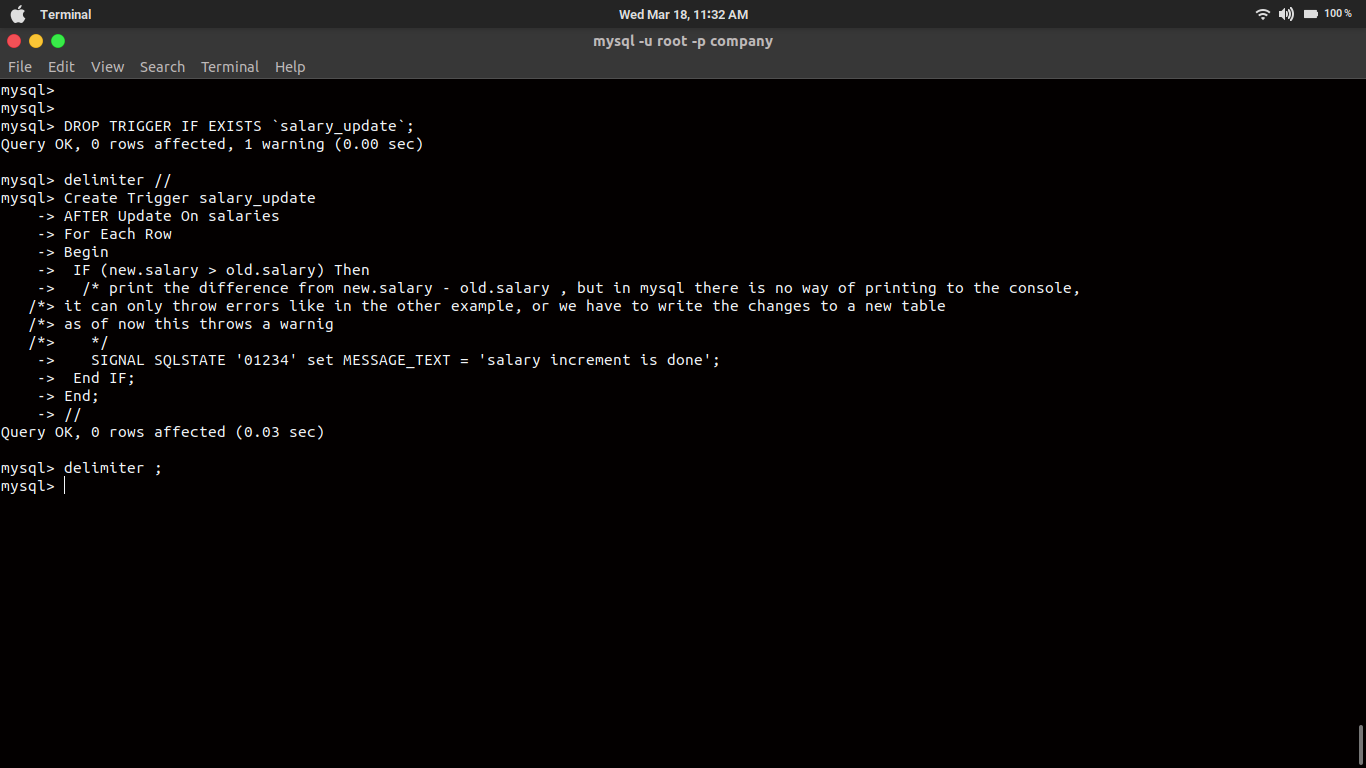 Terminal
Wed Mar 18, 11:32 AM
100%
mysql -u root -p company
File Edit View Search Terminal Help
mysql>
mysql>
mysql> DROP TRIGGER IF EXISTS `salary_update`;
Query OK, 0 rows affected, 1 warning (0.00 sec)
mysql> delimiter //
mysql> Create Trigger salary_update
    -> AFTER Update On salaries
    -> For Each Row
    -> Begin
    ->  IF (new.salary > old.salary) Then
    ->   /* print the difference from new.salary - old.salary , but in mysql there is no way of printing to the console,
   /*> it can only throw errors like in the other example, or we have to write the changes to a new table
   /*> as of now this throws a warnig
   /*>    */
    ->    SIGNAL SQLSTATE '01234' set MESSAGE_TEXT = 'salary increment is done';
    ->  End IF;
    -> End;
    -> //
Query OK, 0 rows affected (0.03 sec)
mysql> delimiter ;
mysql>